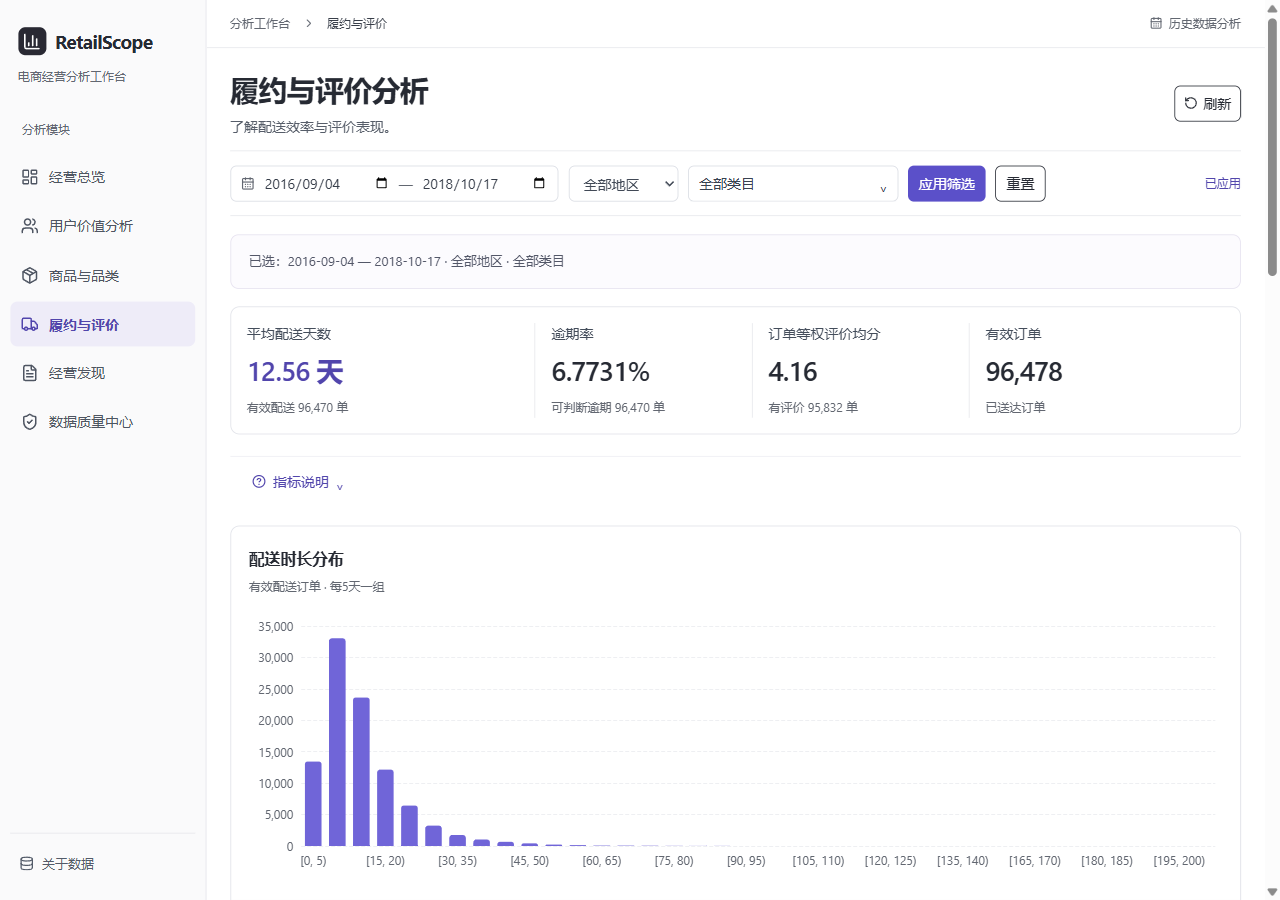 RetailScope
电商经营分析工作台
分析模块
经营总览
用户价值分析
商品与品类
履约与评价
经营发现
数据质量中心
关于数据
分析工作台 > 履约与评价
历史数据分析
履约与评价分析
了解配送效率与评价表现。
刷新
2016/09/04 — 2018/10/17 全部地区 全部类目 应用筛选 重置 已应用
已选：2016-09-04 — 2018-10-17 · 全部地区 · 全部类目
平均配送天数 逾期率 订单等权评价均分 有效订单
12.56 天 6.7731% 4.16 96,478
有效配送 96,470 单 可判断逾期 96,470 单 有评价 95,832 单 已送达订单
指标说明
配送时长分布
有效配送订单 · 每5天一组
35,000
30,000
25,000
20,000
15,000
10,000
5,000
0
[0, 5) [15, 20) [30, 35) [45, 50) [60, 65) [75, 80) [90, 95) [105, 110) [120, 125) [135, 140) [165, 170) [180, 185) [195, 200)